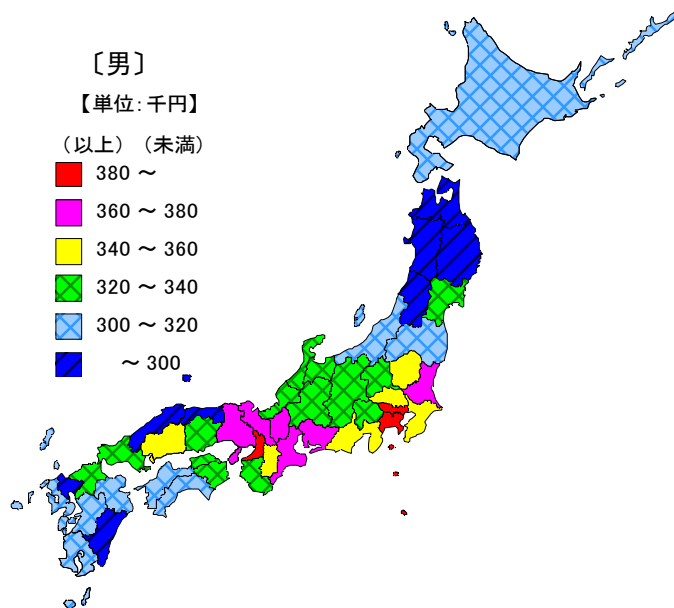 〔男〕
【単位：千円】
（以上）（未満）
380 ～
360 ～ 380
340 ～ 360
320 ～ 340
300 ～ 320
～ 300